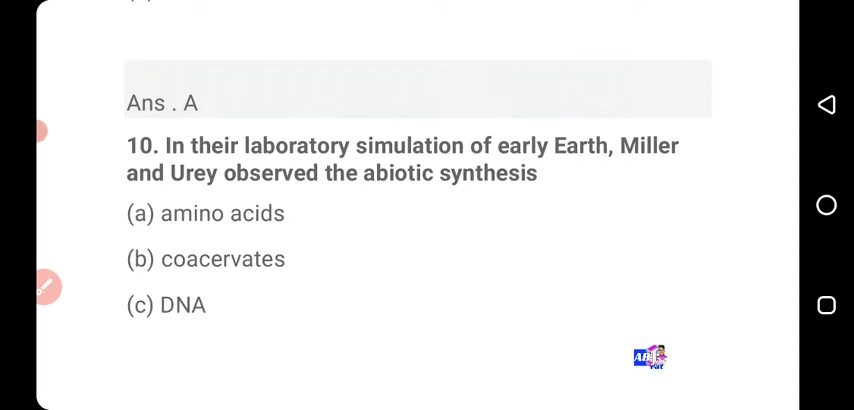 Ans . A
10. In their laboratory simulation of early Earth, Miller
and Urey observed the abiotic synthesis
(a) amino acids
(b) coacervates
(c) DNA